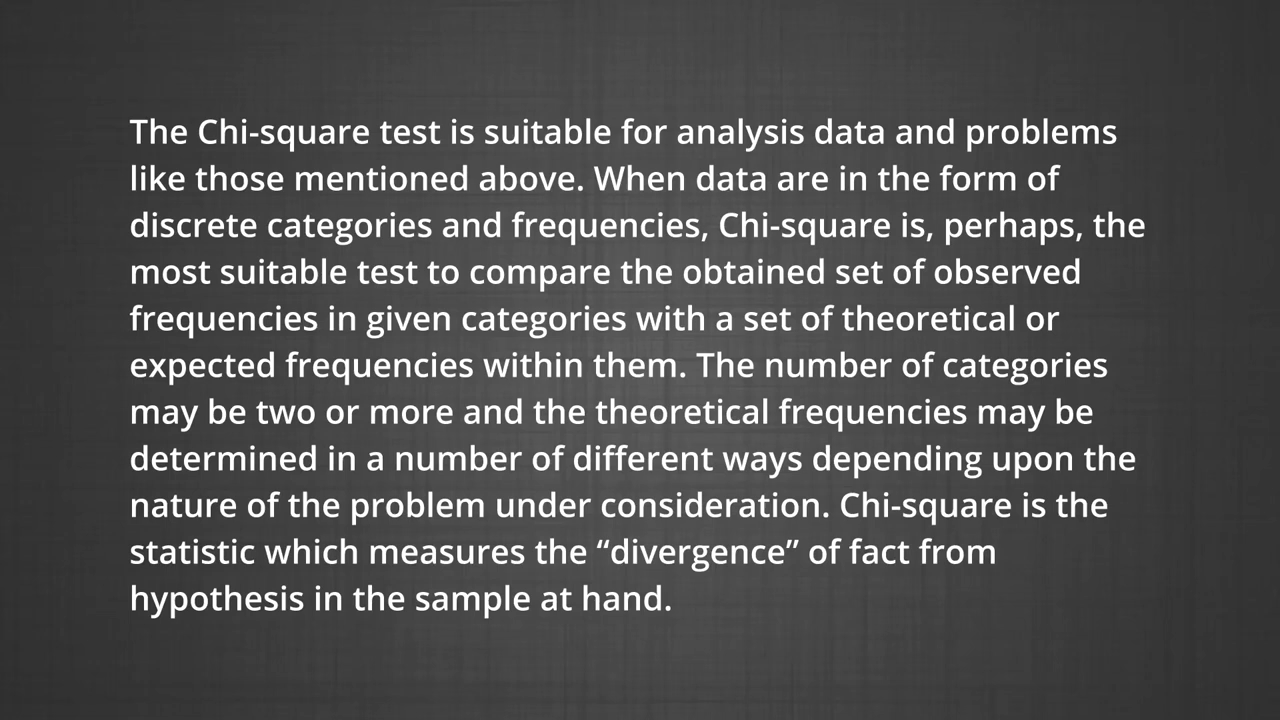 The Chi-square test is suitable for analysis data and problems
like those mentioned above. When data are in the form of
discrete categories and frequencies, Chi-square is, perhaps, the
most suitable test to compare the obtained set of observed
frequencies in given categories with a set of theoretical or
expected frequencies within them. The number of categories
may be two or more and the theoretical frequencies may be
determined in a number of different ways depending upon the
nature of the problem under consideration. Chi-square is the
statistic which measures the “divergence” of fact from
hypothesis in the sample at hand.